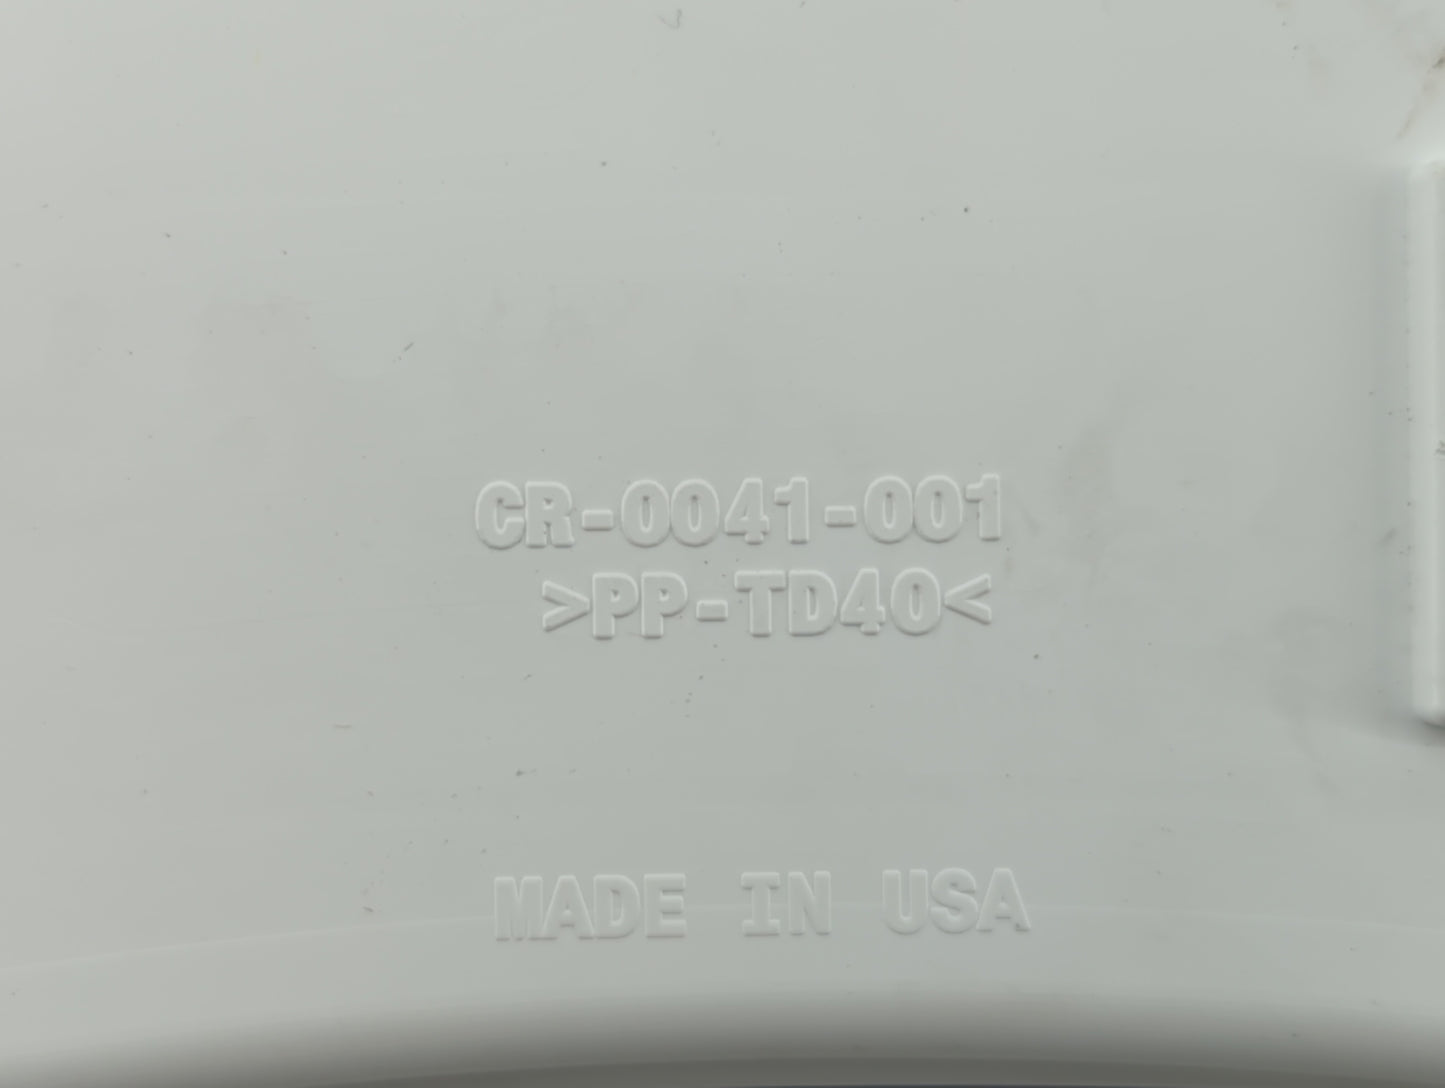 CR-0041-001
>PP-TD40<
MADE IN USA